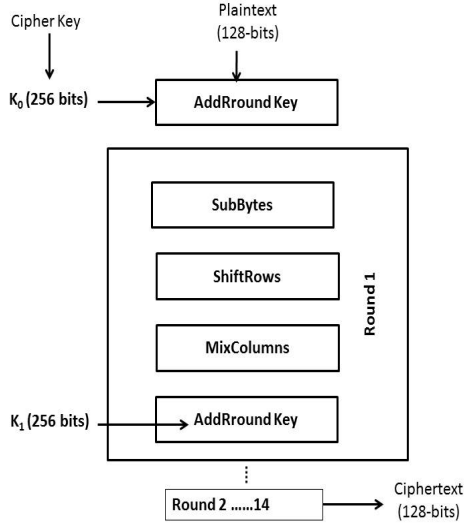 Cipher Key
Plaintext
(128-bits)
K₀ (256 bits)
AddRround Key
SubBytes
ShiftRows
MixColumns
Round 1
K₁ (256 bits)
AddRround Key
Round 2 ......14
Ciphertext
(128-bits)